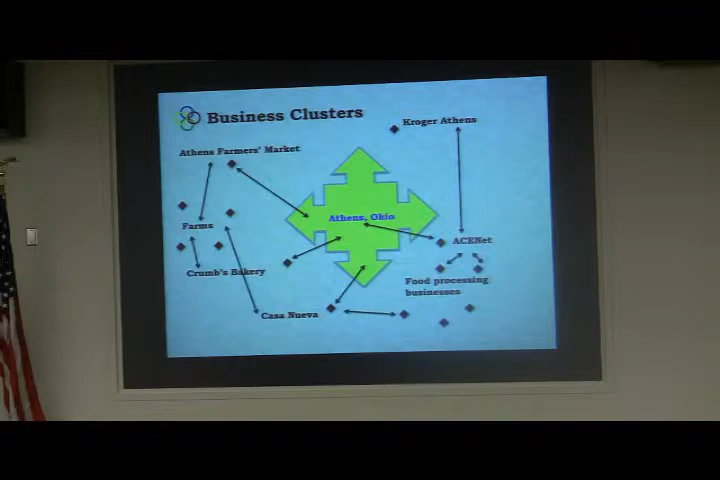 Business Clusters
Kroger Athens
Athens Farmers' Market
Athens, Ohio
Farms
ACENet
Crumb's Bakery
Food processing
businesses
Casa Nueva